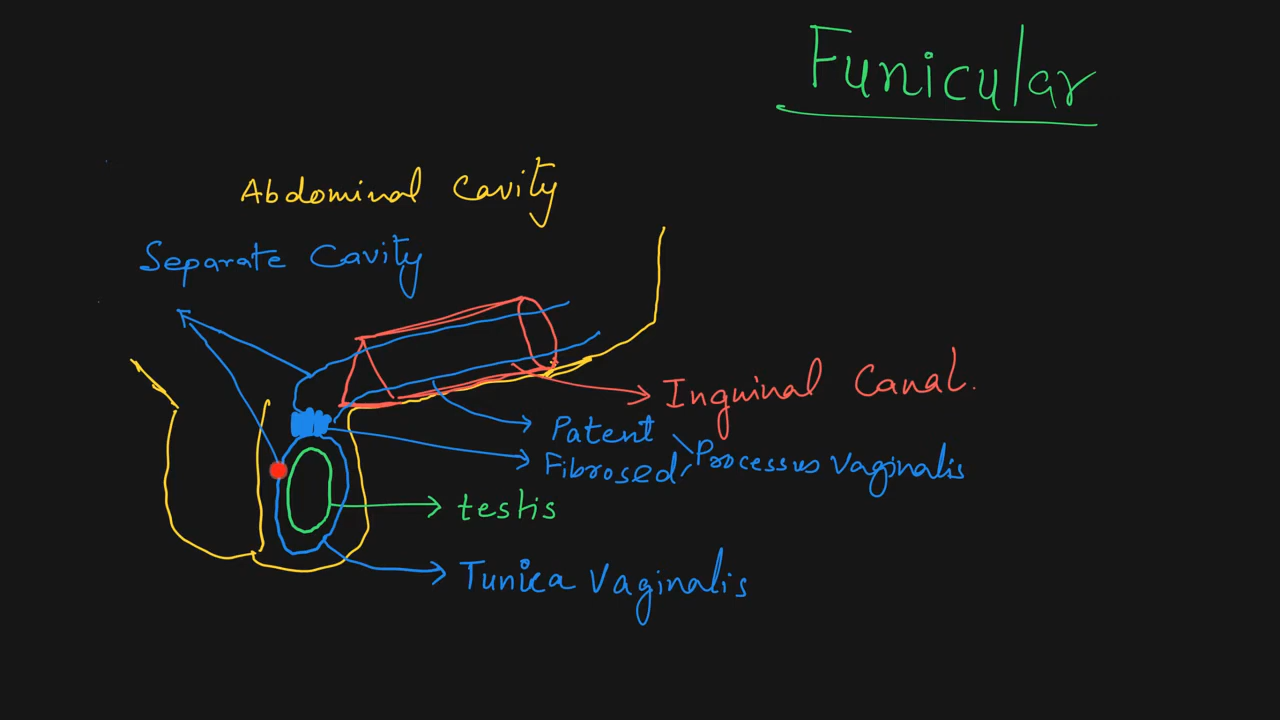 Funicular
Abdominal Cavity
Separate Cavity
Inguinal Canal.
Patent
Fibrosed
Processus Vaginalis
testis
Tunica Vaginalis